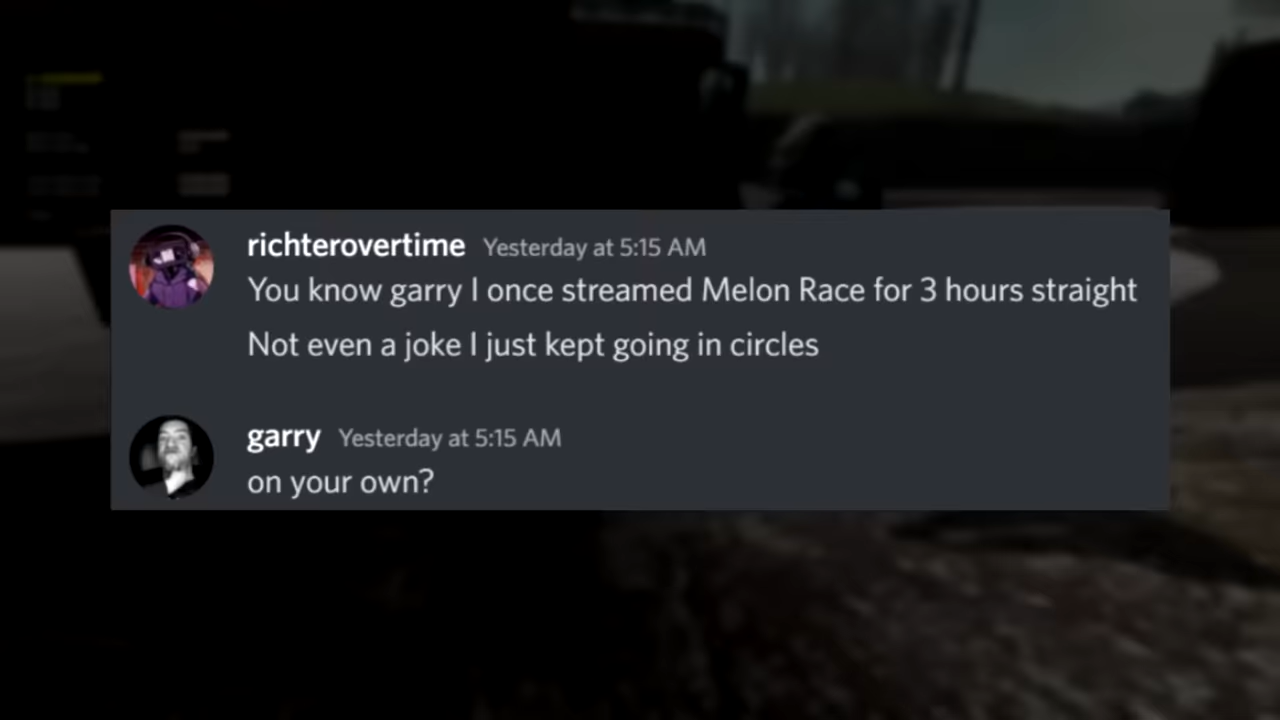 richterovertime Yesterday at 5:15 AM
You know garry I once streamed Melon Race for 3 hours straight
Not even a joke I just kept going in circles
garry Yesterday at 5:15 AM
on your own?